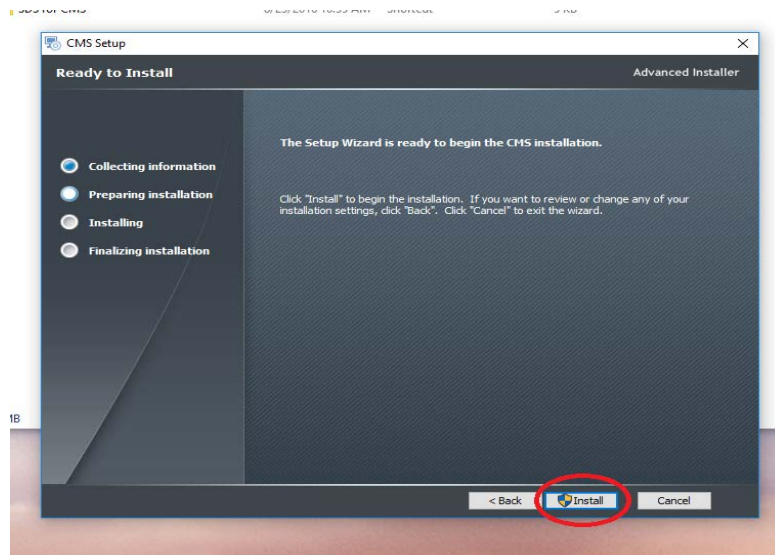 CMS Setup
Ready to Install
Advanced Installer
The Setup Wizard is ready to begin the CMS installation.
Collecting information
Preparing installation
Click "Install" to begin the installation. If you want to review or change any of your
installation settings, click "Back". Click "Cancel" to exit the wizard.
Installing
Finalizing installation
MB
< Back
Install
Cancel